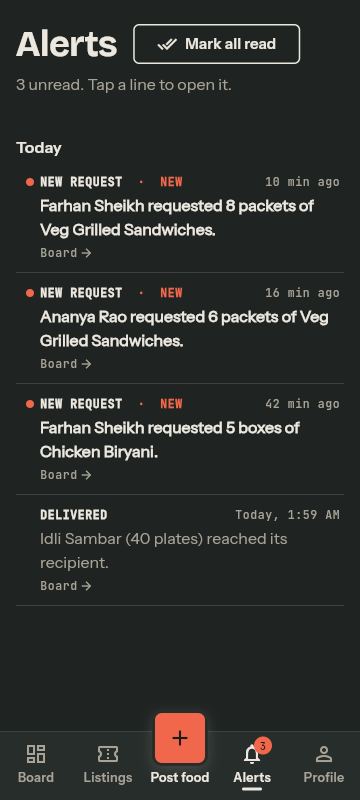 Alerts
Mark all read
3 unread. Tap a line to open it.
Today
NEW REQUEST · NEW 10 min ago
Farhan Sheikh requested 8 packets of
Veg Grilled Sandwiches.
Board →
NEW REQUEST · NEW 16 min ago
Ananya Rao requested 6 packets of Veg
Grilled Sandwiches.
Board →
NEW REQUEST · NEW 42 min ago
Farhan Sheikh requested 5 boxes of
Chicken Biryani.
Board →
DELIVERED Today, 1:59 AM
Idli Sambar (40 plates) reached its
recipient.
Board →
3
Board Listings Post food Alerts Profile